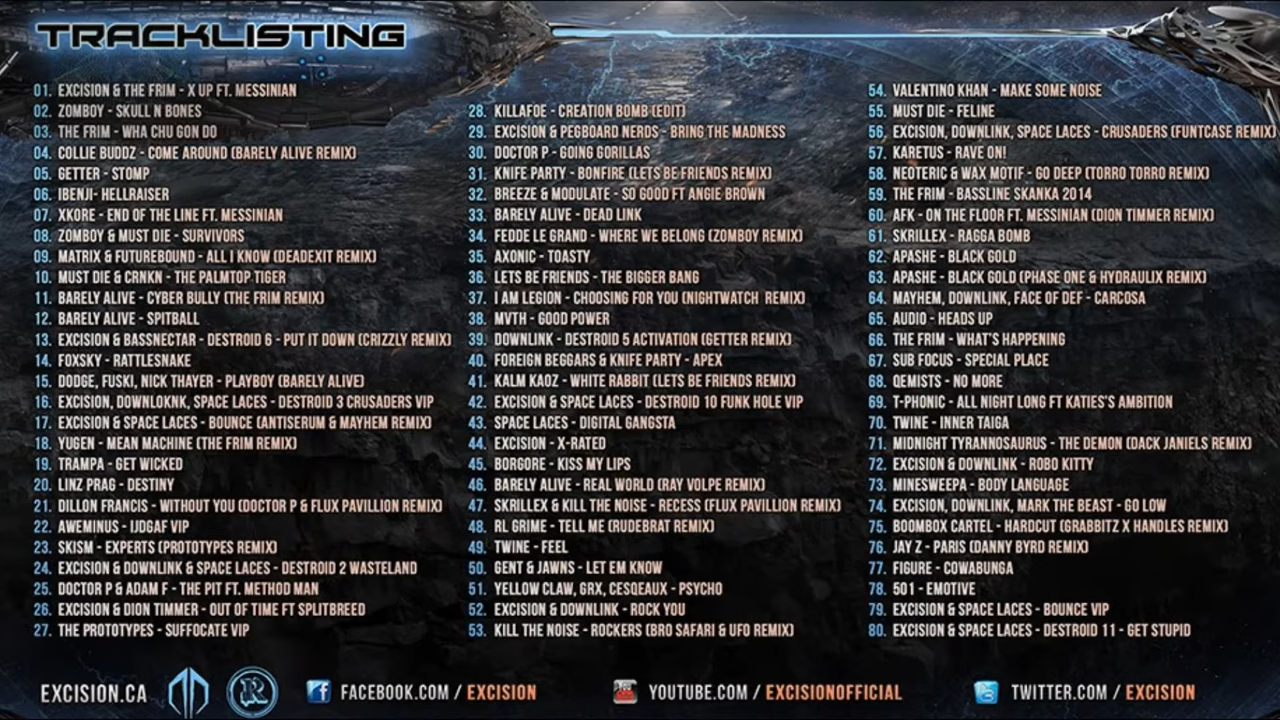 TRACKLISTING
01. EXCISION & THE FRIM - X UP FT. MESSINIAN
02. ZOMBOY - SKULL N BONES
03. THE FRIM - WHA CHU GON DO
04. COLLIE BUDDZ - COME AROUND (BARELY ALIVE REMIX)
05. GETTER - STOMP
06. IBENJI- HELLRAISER
07. XKORE - END OF THE LINE FT. MESSINIAN
08. ZOMBOY & MUST DIE - SURVIVORS
09. MATRIX & FUTUREBOUND - ALL I KNOW (DEADEXIT REMIX)
10. MUST DIE & CRNKN - THE PALMTOP TIGER
11. BARELY ALIVE - CYBER BULLY (THE FRIM REMIX)
12. BARELY ALIVE - SPITBALL
13. EXCISION & BASSNECTAR - DESTROID 6 - PUT IT DOWN (CRIZZLY REMIX)
14. FOXSKY - RATTLESNAKE
15. DODGE, FUSKI, NICK THAYER - PLAYBOY (BARELY ALIVE)
16. EXCISION, DOWNLOKNK, SPACE LACES - DESTROID 3 CRUSADERS VIP
17. EXCISION & SPACE LACES - BOUNCE (ANTISERUM & MAYHEM REMIX)
18. YUGEN - MEAN MACHINE (THE FRIM REMIX)
19. TRAMPA - GET WICKED
20. LINZ PRAG - DESTINY
21. DILLON FRANCIS - WITHOUT YOU (DOCTOR P & FLUX PAVILLION REMIX)
22. AWEMINUS - IJDGAF VIP
23. SKISM - EXPERTS (PROTOTYPES REMIX)
24. EXCISION & DOWNLINK & SPACE LACES - DESTROID 2 WASTELAND
25. DOCTOR P & ADAM F - THE PIT FT. METHOD MAN
26. EXCISION & DION TIMMER - OUT OF TIME FT SPLITBREED
27. THE PROTOTYPES - SUFFOCATE VIP
28. KILLAFOE - CREATION BOMB (EDIT)
29. EXCISION & PEGBOARD NERDS - BRING THE MADNESS
30. DOCTOR P - GOING GORILLAS
31. KNIFE PARTY - BONFIRE (LETS BE FRIENDS REMIX)
32. BREEZE & MODULATE - SO GOOD FT ANGIE BROWN
33. BARELY ALIVE - DEAD LINK
34. FEDDE LE GRAND - WHERE WE BELONG (ZOMBOY REMIX)
35. AXONIC - TOASTY
36. LETS BE FRIENDS - THE BIGGER BANG
37. I AM LEGION - CHOOSING FOR YOU (NIGHTWATCH REMIX)
38. MVTH - GOOD POWER
39. DOWNLINK - DESTROID 5 ACTIVATION (GETTER REMIX)
40. FOREIGN BEGGARS & KNIFE PARTY - APEX
41. KALM KAOZ - WHITE RABBIT (LETS BE FRIENDS REMIX)
42. EXCISION & SPACE LACES - DESTROID 10 FUNK HOLE VIP
43. SPACE LACES - DIGITAL GANGSTA
44. EXCISION - X-RATED
45. BORGORE - KISS MY LIPS
46. BARELY ALIVE - REAL WORLD (RAY VOLPE REMIX)
47. SKRILLEX & KILL THE NOISE - RECESS (FLUX PAVILLION REMIX)
48. RL GRIME - TELL ME (RUDEBRAT REMIX)
49. TWINE - FEEL
50. GENT & JAWNS - LET EM KNOW
51. YELLOW CLAW, GRX, CESQEAUX - PSYCHO
52. EXCISION & DOWNLINK - ROCK YOU
53. KILL THE NOISE - ROCKERS (BRO SAFARI & UFO REMIX)
54. VALENTINO KHAN - MAKE SOME NOISE
55. MUST DIE - FELINE
56. EXCISION, DOWNLINK, SPACE LACES - CRUSADERS (FUNTCASE REMIX)
57. KARETUS - RAVE ON!
58. NEOTERIC & WAX MOTIF - GO DEEP (TORRO TORRO REMIX)
59. THE FRIM - BASSLINE SKANKA 2014
60. AFK - ON THE FLOOR FT. MESSINIAN (DION TIMMER REMIX)
61. SKRILLEX - RAGGA BOMB
62. APASHE - BLACK GOLD
63. APASHE - BLACK GOLD (PHASE ONE & HYDRAULIX REMIX)
64. MAYHEM, DOWNLINK, FACE OF DEF - CARCOSA
65. AUDIO - HEADS UP
66. THE FRIM - WHAT'S HAPPENING
67. SUB FOCUS - SPECIAL PLACE
68. QEMISTS - NO MORE
69. T-PHONIC - ALL NIGHT LONG FT KATIES'S AMBITION
70. TWINE - INNER TAIGA
71. MIDNIGHT TYRANNOSAURUS - THE DEMON (DACK JANIELS REMIX)
72. EXCISION & DOWNLINK - ROBO KITTY
73. MINESWEEPA - BODY LANGUAGE
74. EXCISION, DOWNLINK, MARK THE BEAST - GO LOW
75. BOOMBOX CARTEL - HARDCUT (GRABBITZ X HANDLES REMIX)
76. JAY Z - PARIS (DANNY BYRD REMIX)
77. FIGURE - COWABUNGA
78. 501 - EMOTIVE
79. EXCISION & SPACE LACES - BOUNCE VIP
80. EXCISION & SPACE LACES - DESTROID 11 - GET STUPID
EXCISION.CA FACEBOOK.COM / EXCISION YOUTUBE.COM / EXCISIONOFFICIAL TWITTER.COM / EXCISION